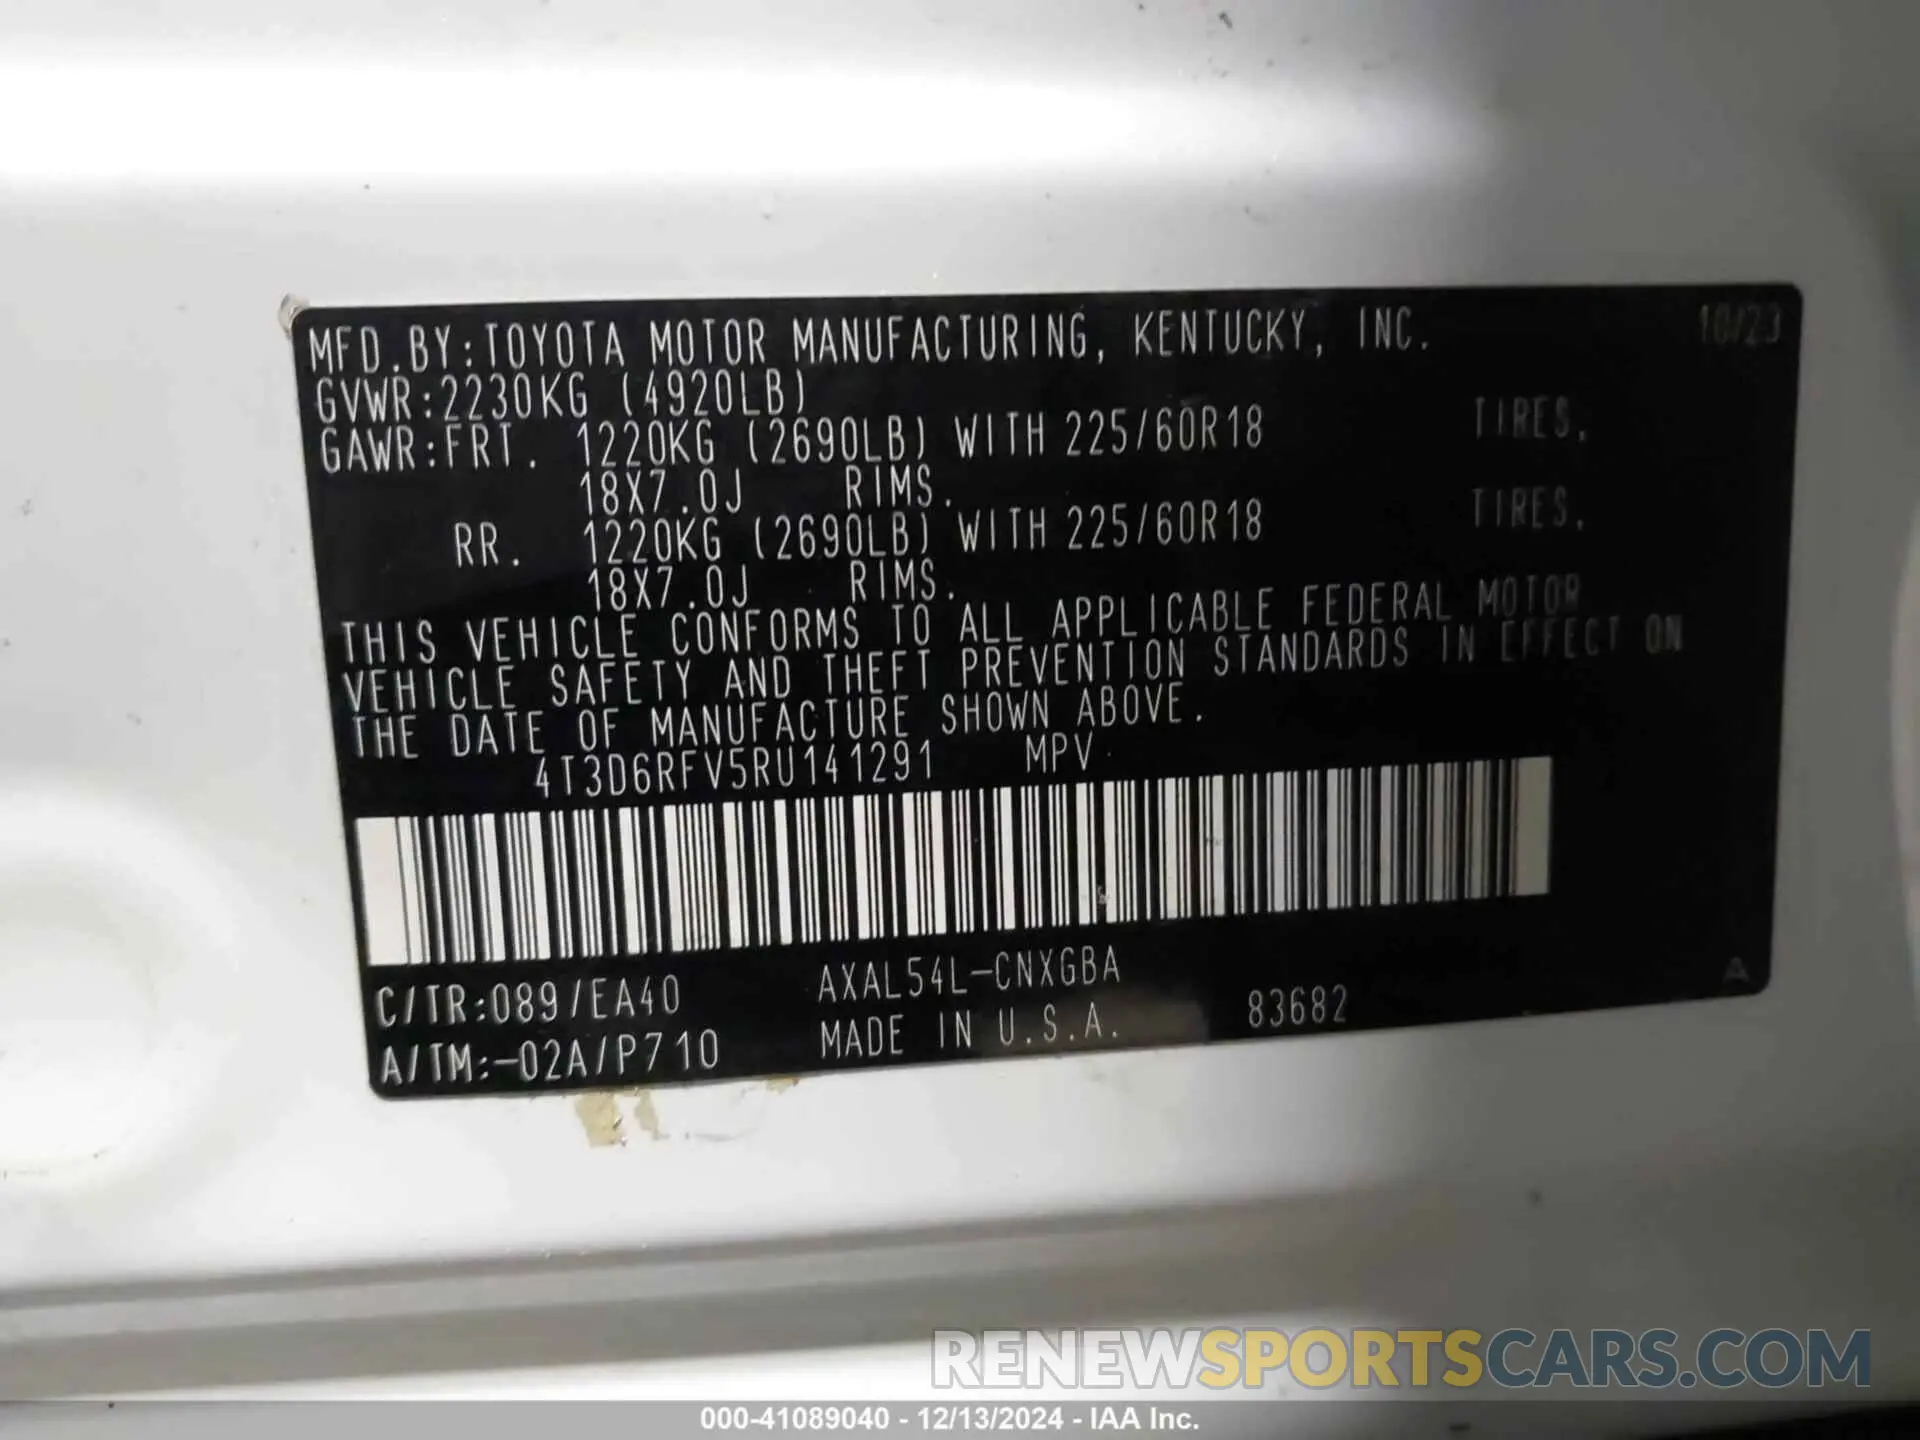 MFD.BY:TOYOTA MOTOR MANUFACTURING, KENTUCKY, INC. 10/23
GVWR:2230KG (4920LB)
GAWR:FRT. 1220KG (2690LB) WITH 225/60R18 TIRES,
18X7.0J RIMS.
RR. 1220KG (2690LB) WITH 225/60R18 TIRES,
18X7.0J RIMS.
THIS VEHICLE CONFORMS TO ALL APPLICABLE FEDERAL MOTOR
VEHICLE SAFETY AND THEFT PREVENTION STANDARDS IN EFFECT ON
THE DATE OF MANUFACTURE SHOWN ABOVE.
4T3D6RFV5RU141291 MPV
C/TR:089/EA40 AXAL54L-CNXGBA A
A/TM:-02A/P710 MADE IN U.S.A. 83682
RENEWSPORTSCARS.COM
000-41089040 - 12/13/2024 - IAA Inc.